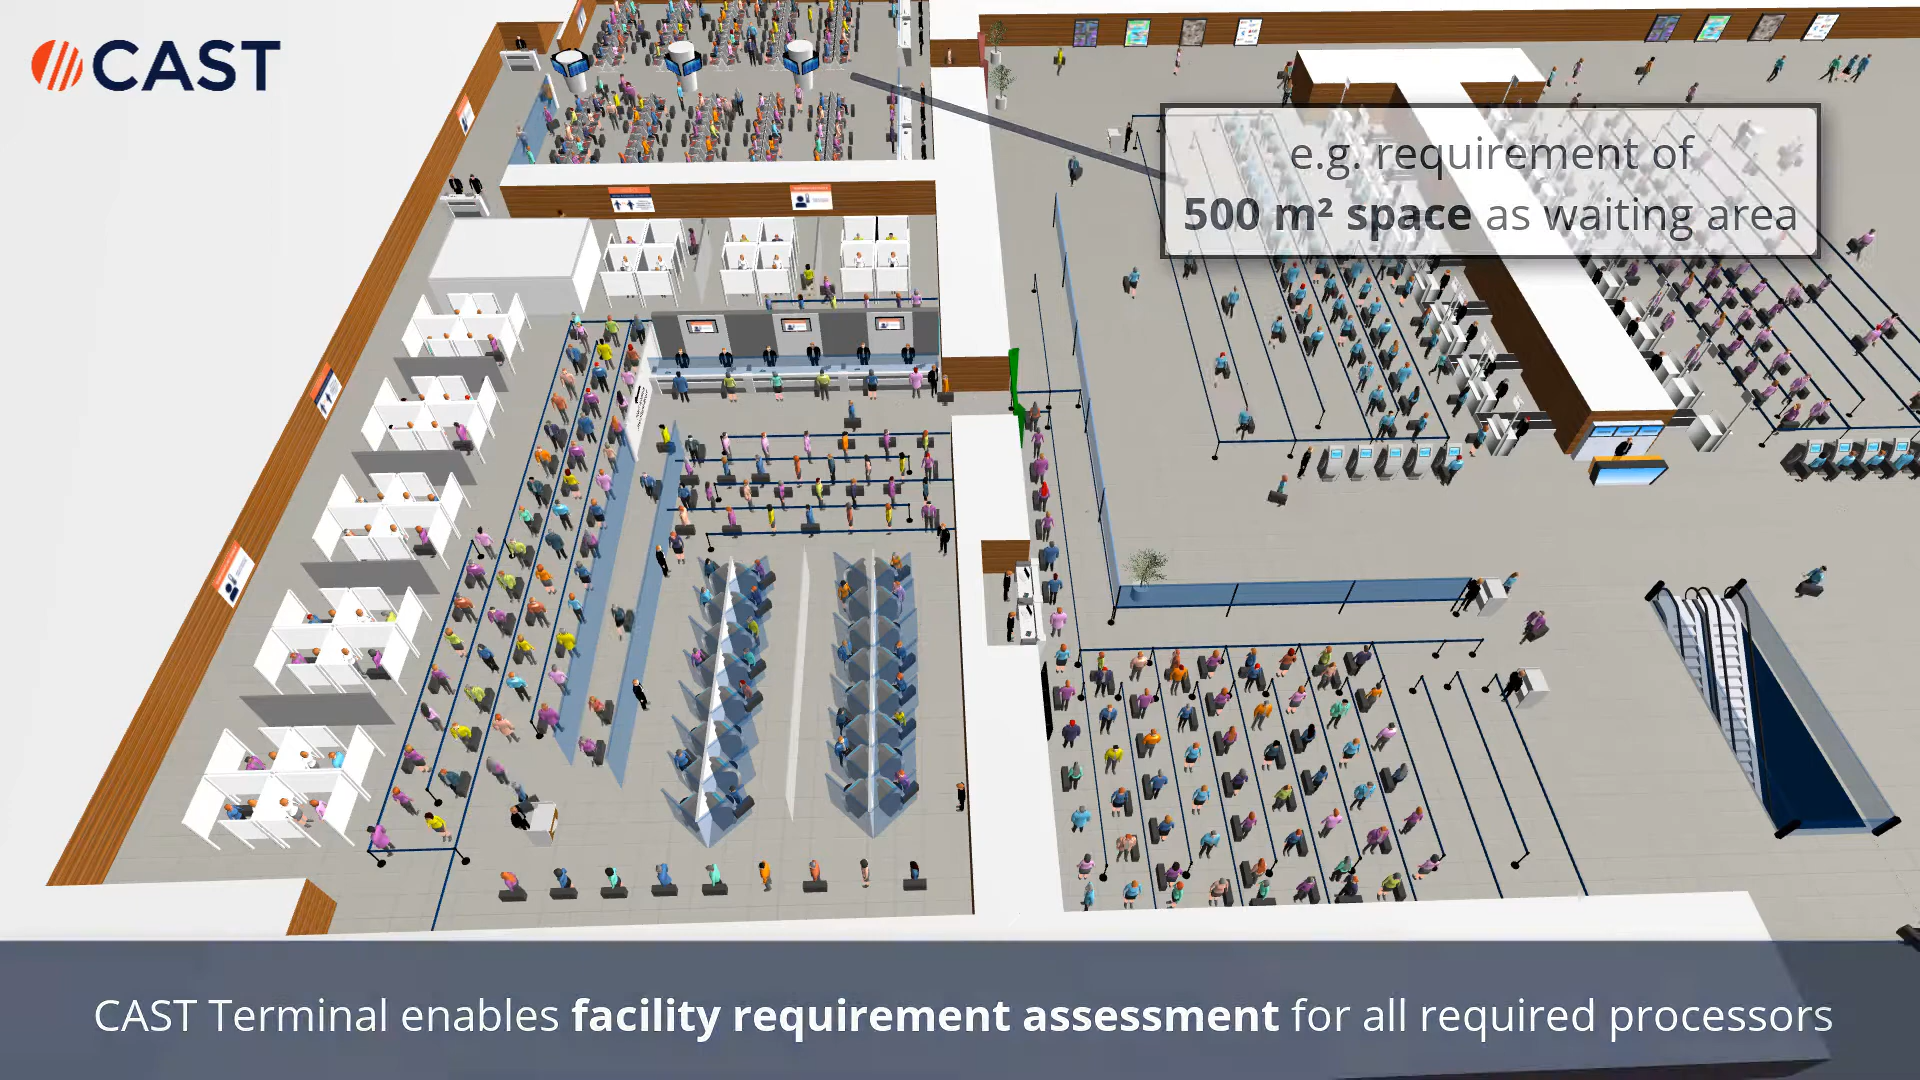 CAST
e.g. requirement of
500 m² space as waiting area
CAST Terminal enables facility requirement assessment for all required processors